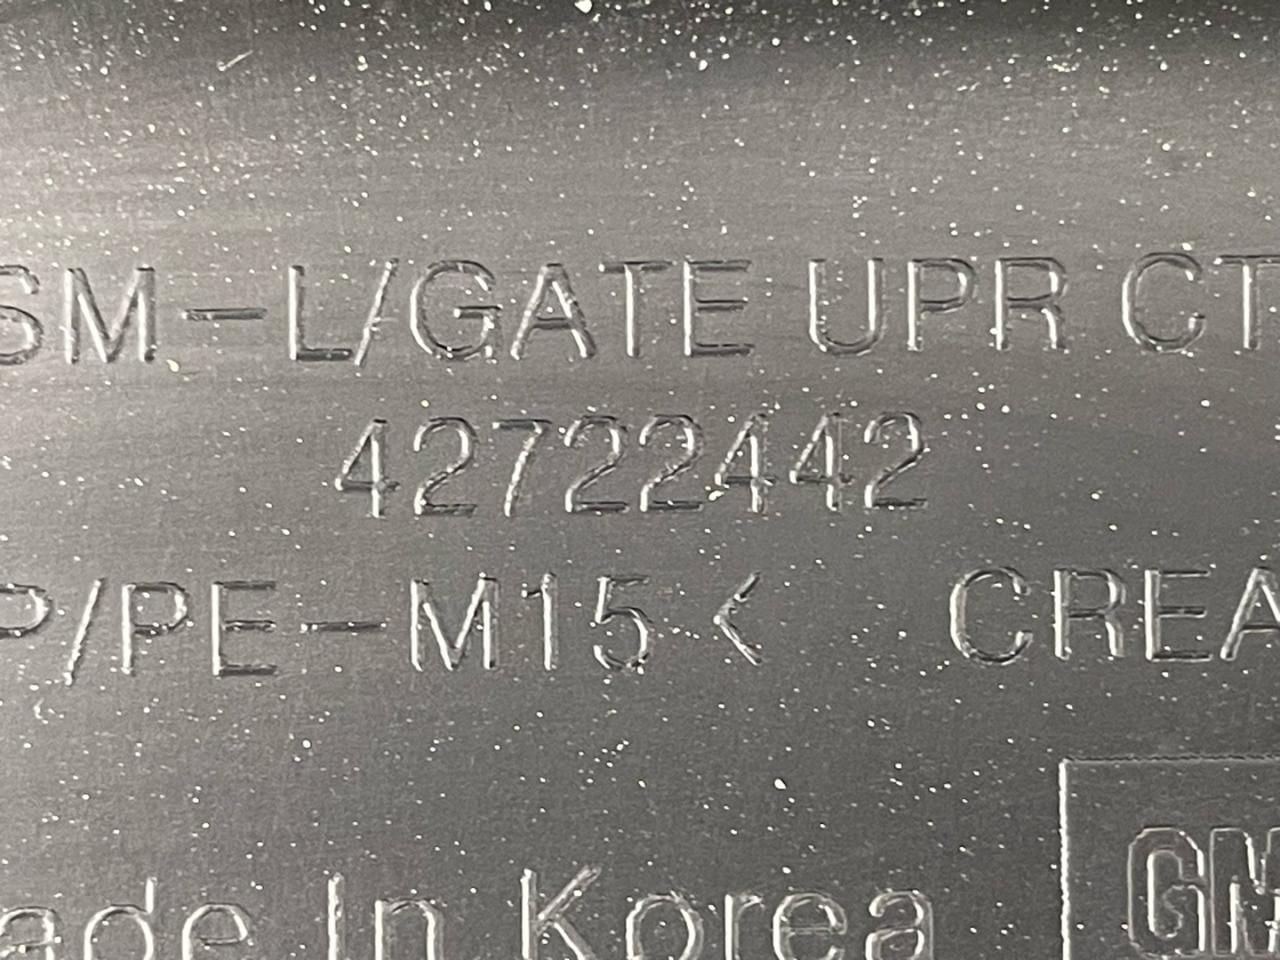 SM-L/GATE UPR CT
42722442
P/PE-M15< CREA
ade In Korea
GM